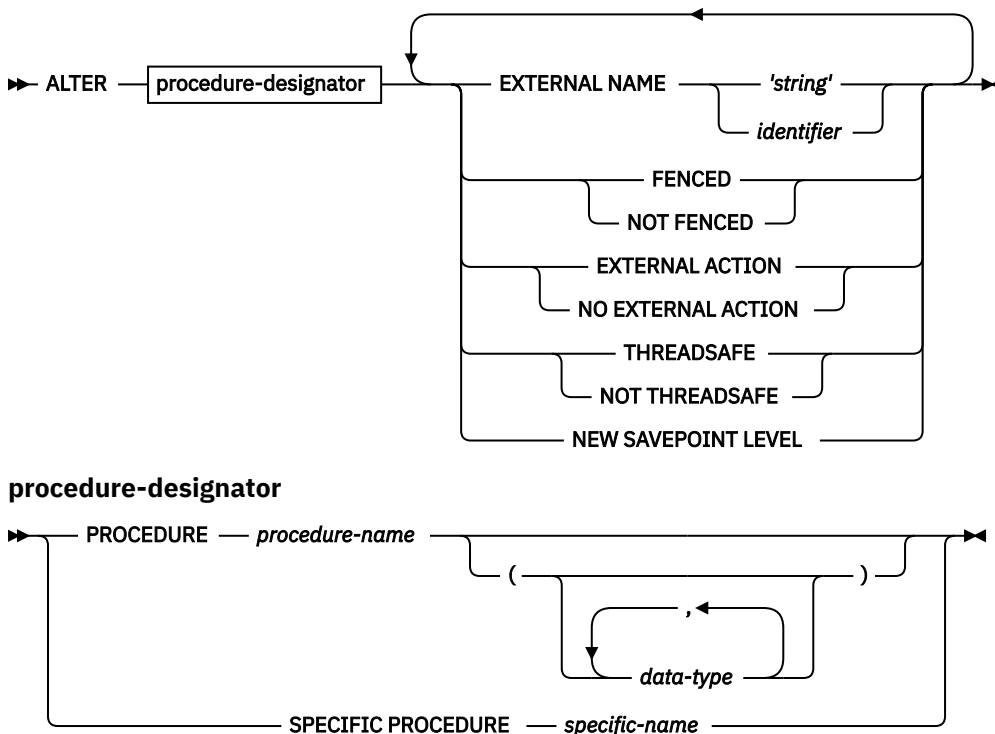 ALTER procedure-designator EXTERNAL NAME 'string'
identifier
FENCED
NOT FENCED
EXTERNAL ACTION
NO EXTERNAL ACTION
THREADSAFE
NOT THREADSAFE
NEW SAVEPOINT LEVEL
procedure-designator
PROCEDURE procedure-name
( )
,
data-type
SPECIFIC PROCEDURE specific-name